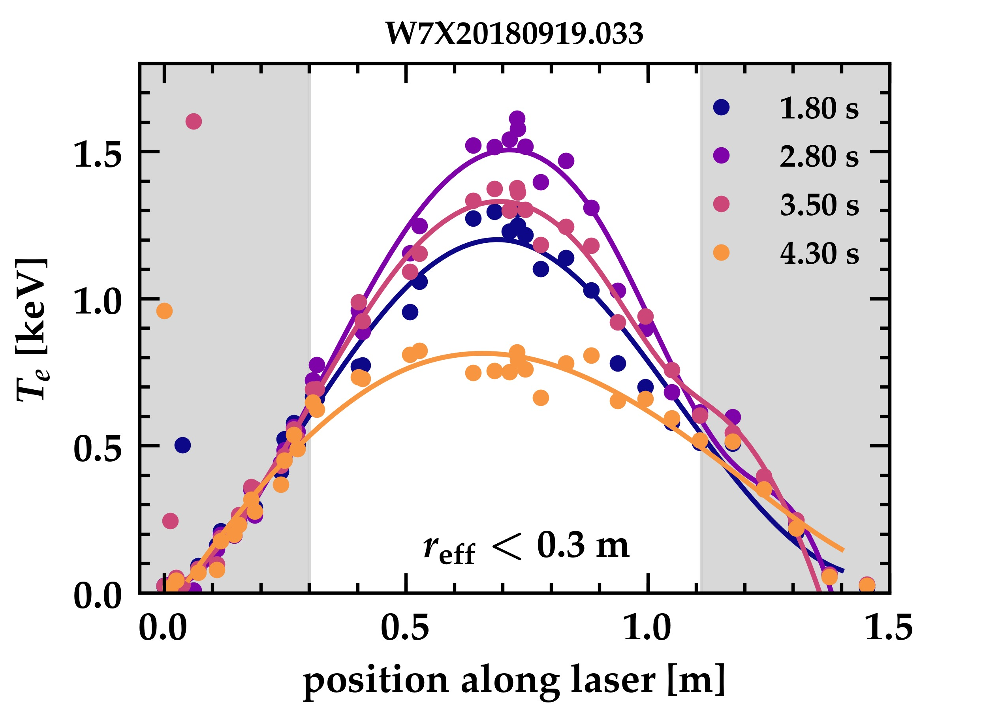 W7X20180919.033
1.80 s
2.80 s
3.50 s
4.30 s
1.5
1.0
0.5
0.0
T_e [keV]
r_eff < 0.3 m
0.0 0.5 1.0 1.5
position along laser [m]